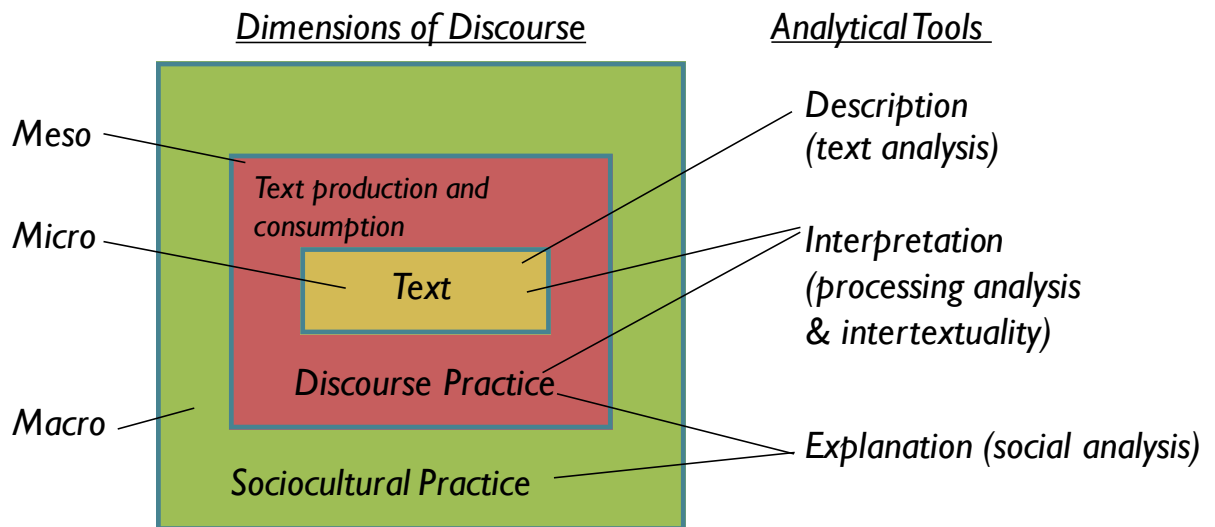 Dimensions of Discourse
Analytical Tools
Meso
Micro
Macro
Text production and
consumption
Text
Discourse Practice
Sociocultural Practice
Description
(text analysis)
Interpretation
(processing analysis
& intertextuality)
Explanation (social analysis)